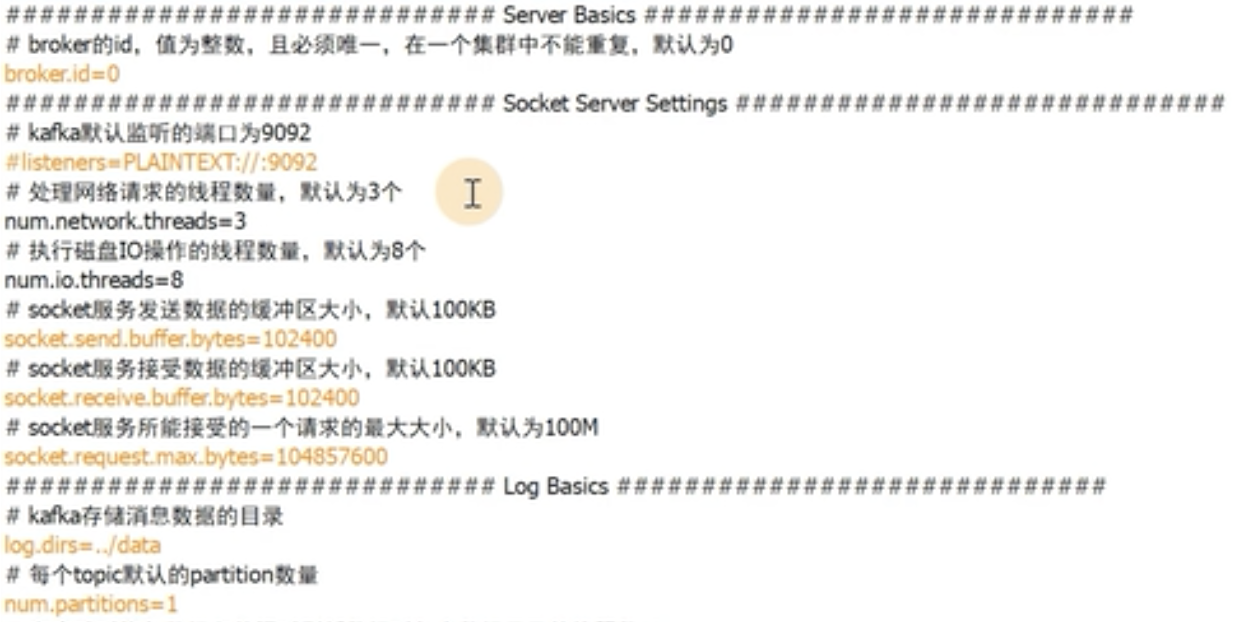 ############################# Server Basics #############################
# broker的id，值为整数，且必须唯一，在一个集群中不能重复，默认为0
broker.id=0
############################# Socket Server Settings #############################
# kafka默认监听的端口为9092
#listeners=PLAINTEXT://:9092
# 处理网络请求的线程数量，默认为3个
num.network.threads=3
# 执行磁盘IO操作的线程数量，默认为8个
num.io.threads=8
# socket服务发送数据的缓冲区大小，默认100KB
socket.send.buffer.bytes=102400
# socket服务接受数据的缓冲区大小，默认100KB
socket.receive.buffer.bytes=102400
# socket服务所能接受的一个请求的最大大小，默认为100M
socket.request.max.bytes=104857600
############################# Log Basics #############################
# kafka存储消息数据的目录
log.dirs=../data
# 每个topic默认的partition数量
num.partitions=1